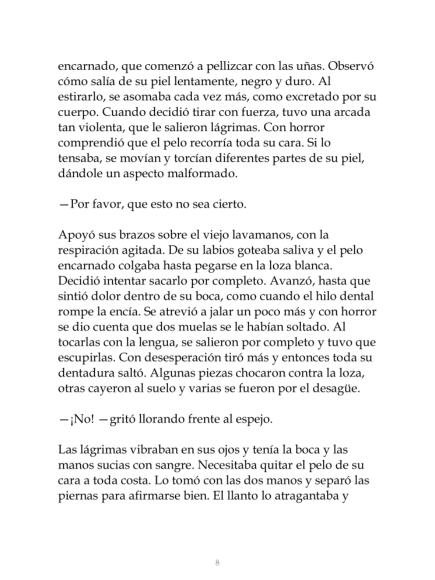 encarnado, que comenzó a pellizcar con las uñas. Observó
cómo salía de su piel lentamente, negro y duro. Al
estirarlo, se asomaba cada vez más, como excretado por su
cuerpo. Cuando decidió tirar con fuerza, tuvo una arcada
tan violenta, que le salieron lágrimas. Con horror
comprendió que el pelo recorría toda su cara. Si lo
tensaba, se movían y torcían diferentes partes de su piel,
dándole un aspecto malformado.
—Por favor, que esto no sea cierto.
Apoyó sus brazos sobre el viejo lavamanos, con la
respiración agitada. De su labios goteaba saliva y el pelo
encarnado colgaba hasta pegarse en la loza blanca.
Decidió intentar sacarlo por completo. Avanzó, hasta que
sintió dolor dentro de su boca, como cuando el hilo dental
rompe la encía. Se atrevió a jalar un poco más y con horror
se dio cuenta que dos muelas se le habían soltado. Al
tocarlas con la lengua, se salieron por completo y tuvo que
escupirlas. Con desesperación tiró más y entonces toda su
dentadura saltó. Algunas piezas chocaron contra la loza,
otras cayeron al suelo y varias se fueron por el desagüe.
—¡No! —gritó llorando frente al espejo.
Las lágrimas vibraban en sus ojos y tenía la boca y las
manos sucias con sangre. Necesitaba quitar el pelo de su
cara a toda costa. Lo tomó con las dos manos y separó las
piernas para afirmarse bien. El llanto lo atragantaba y
8